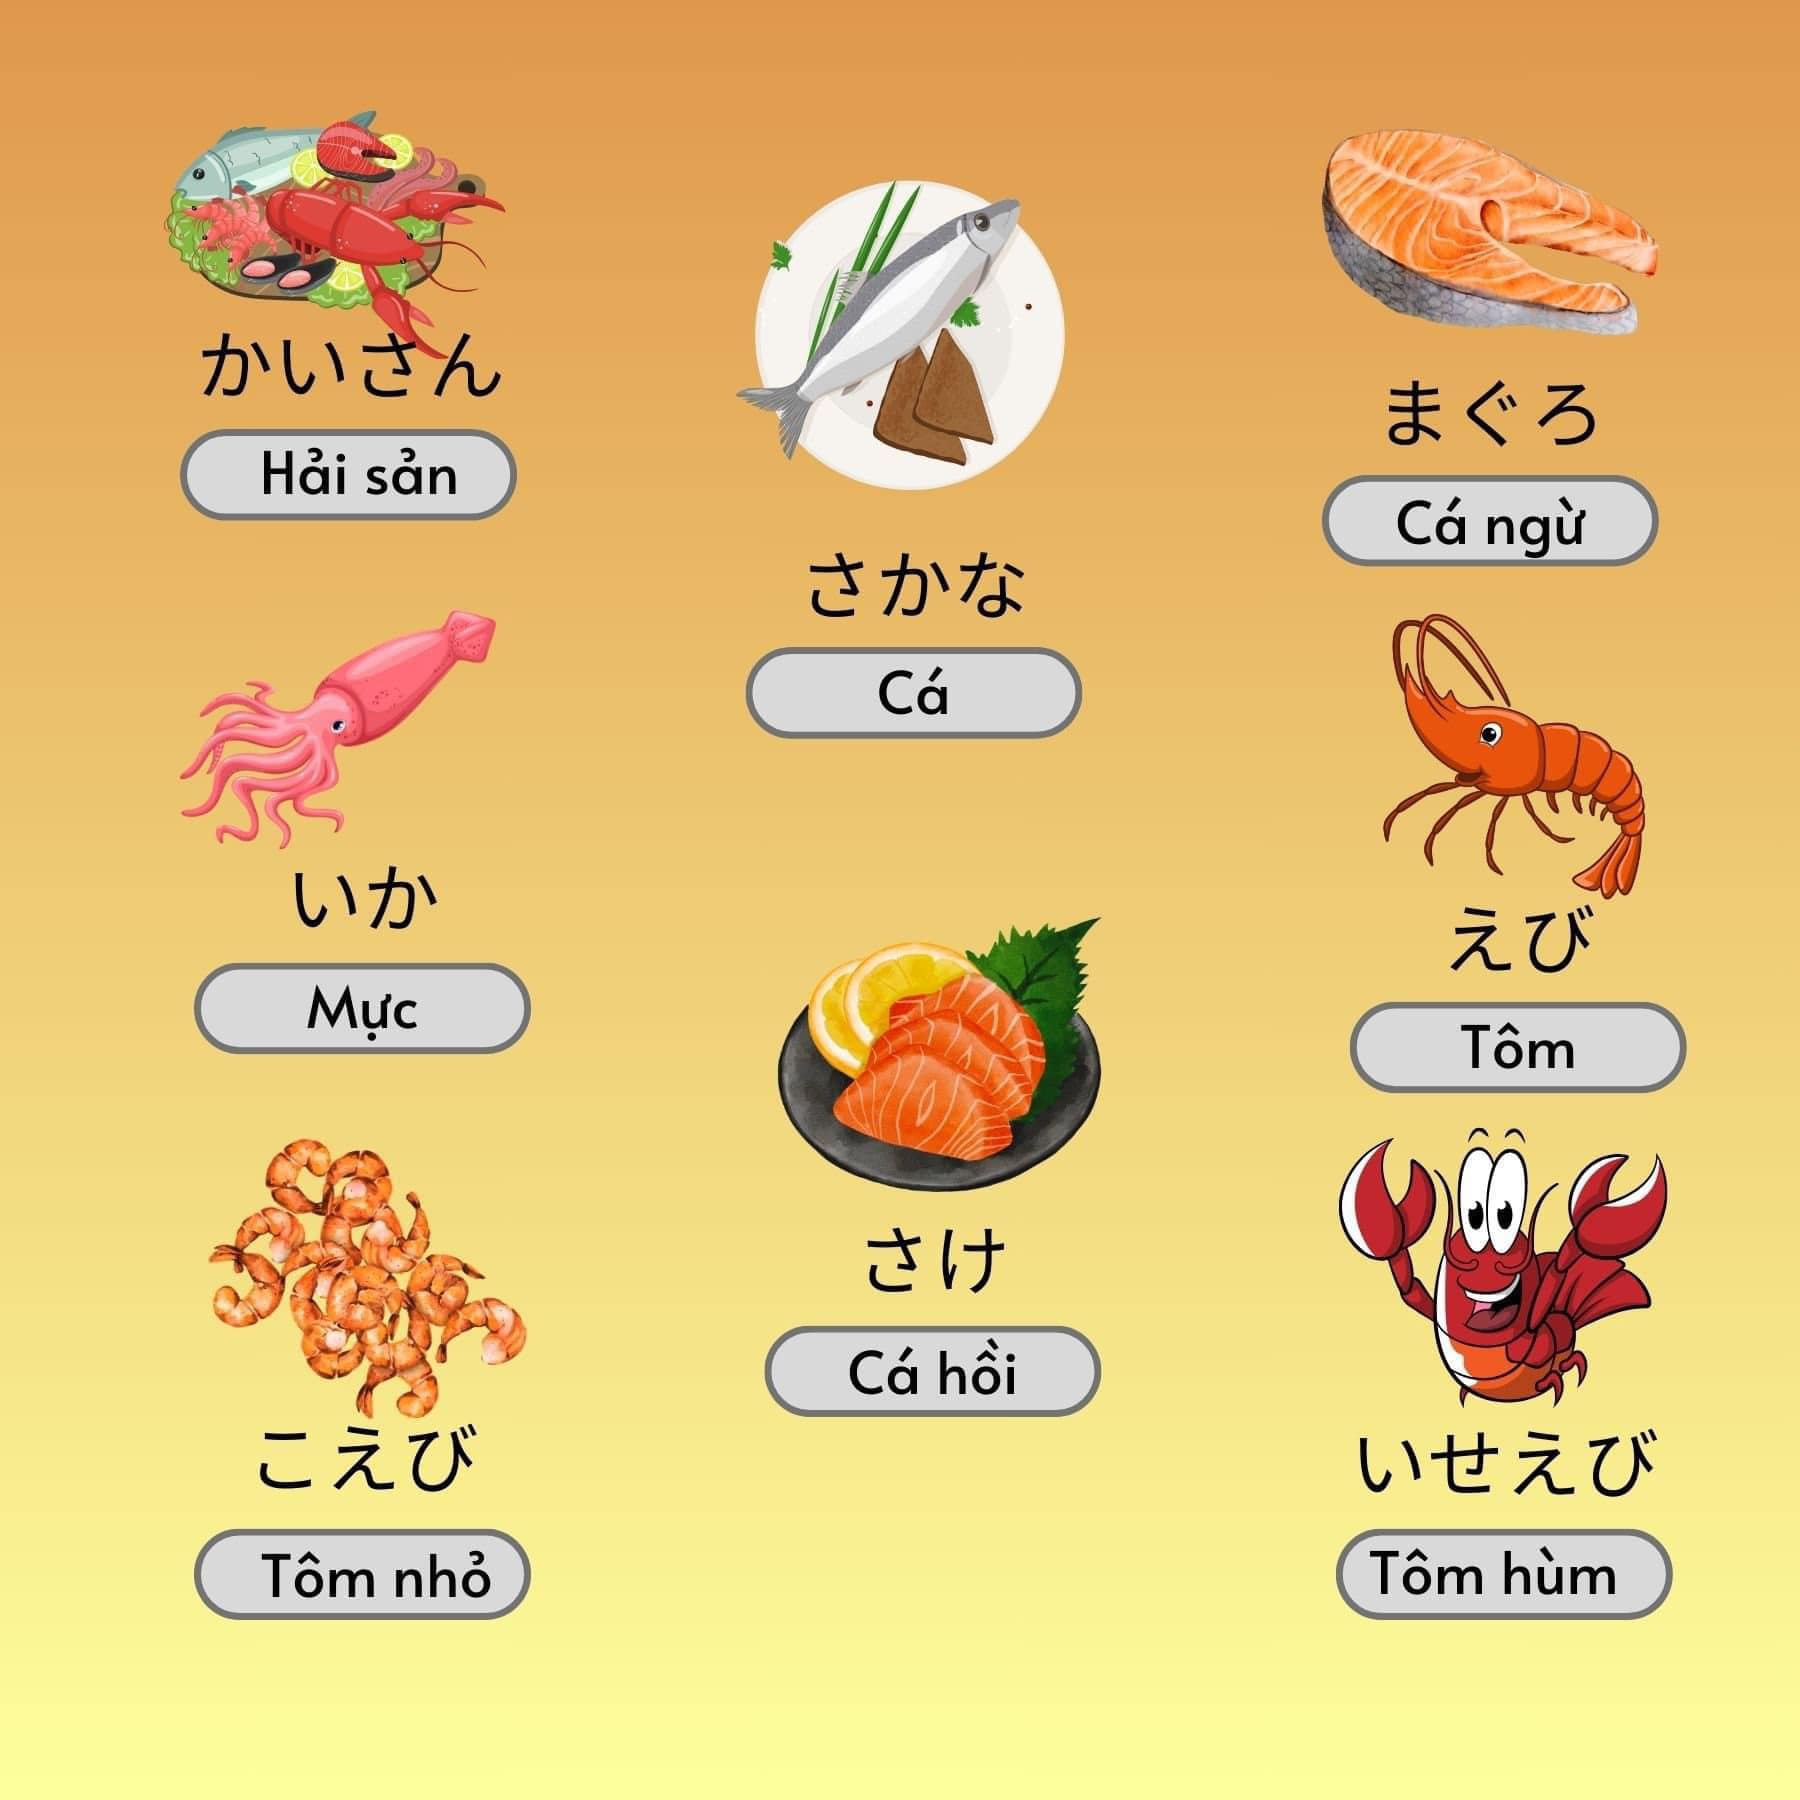 かいさん
Hải sản
さかな
Cá
まぐろ
Cá ngừ
いか
Mực
えび
Tôm
さけ
Cá hồi
こえび
Tôm nhỏ
いせえび
Tôm hùm